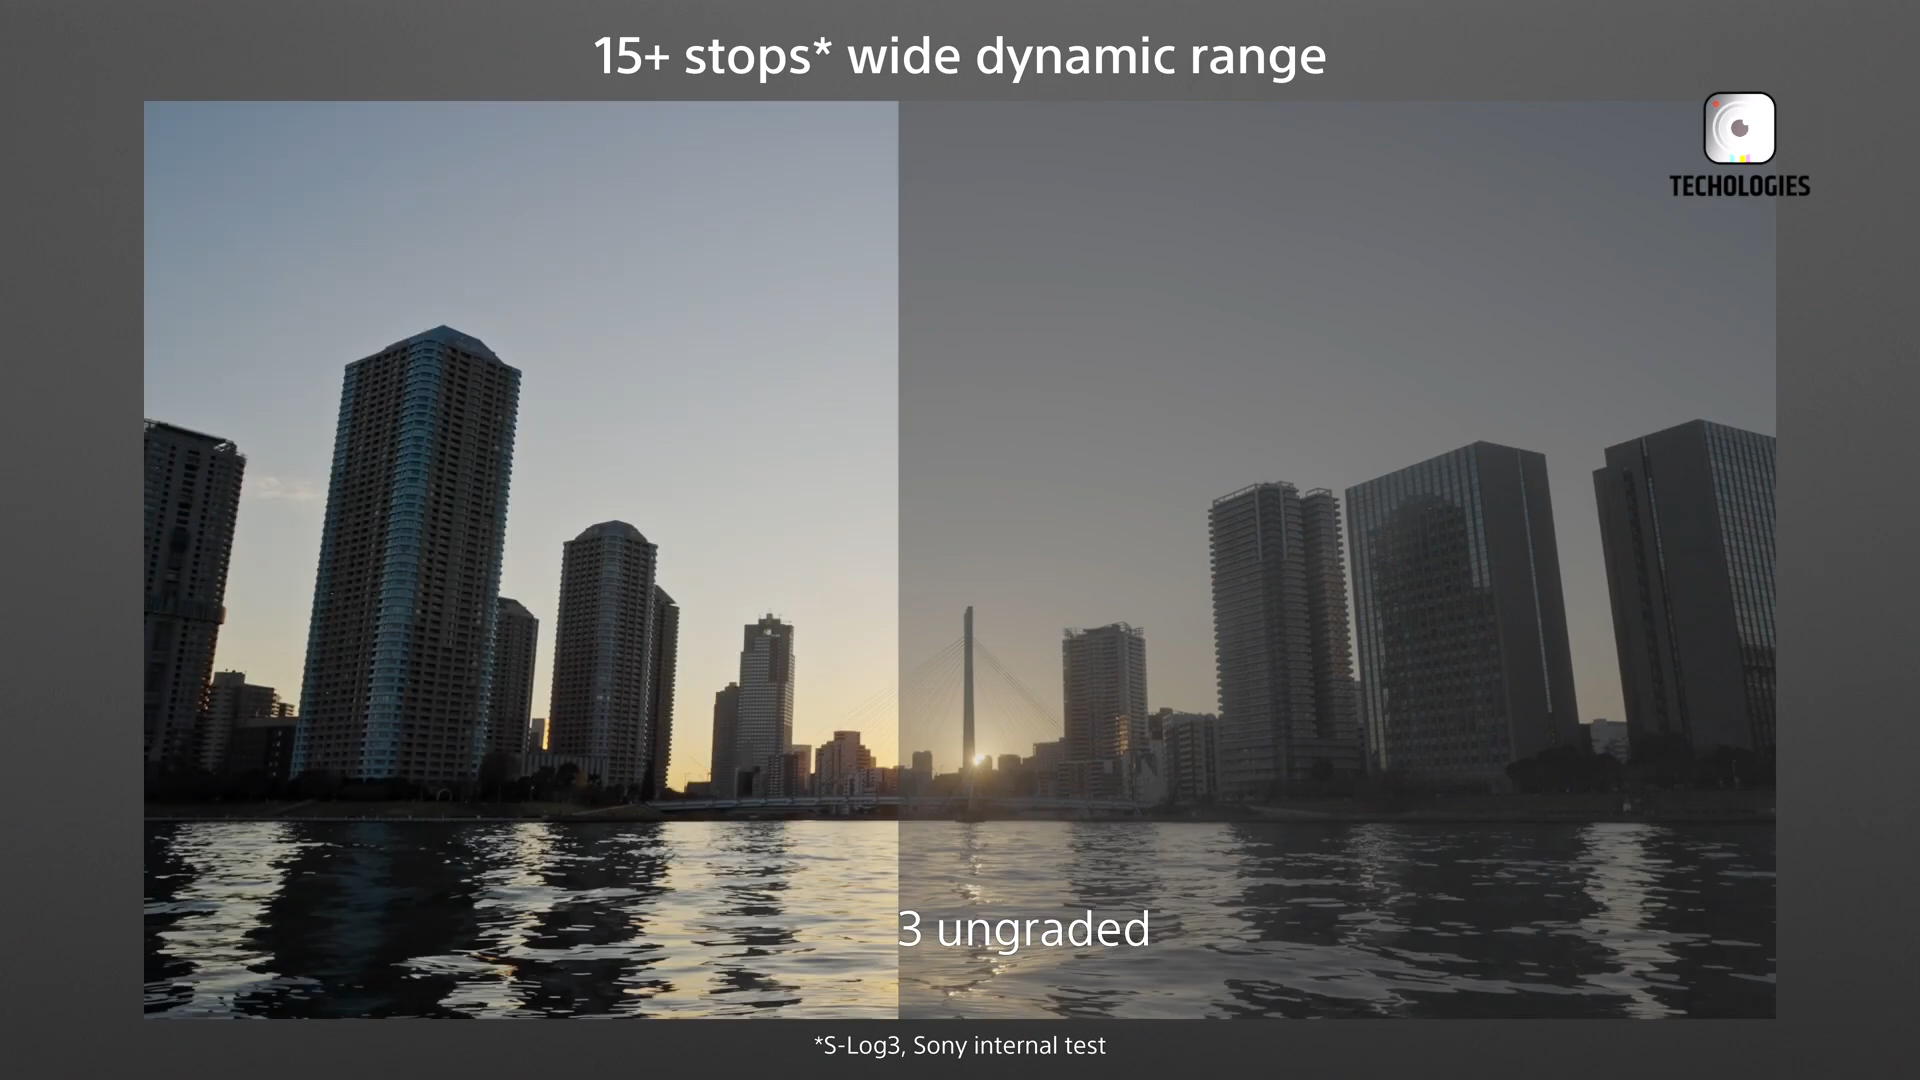 15+ stops* wide dynamic range
TECHOLOGIES
3 ungraded
*S-Log3, Sony internal test